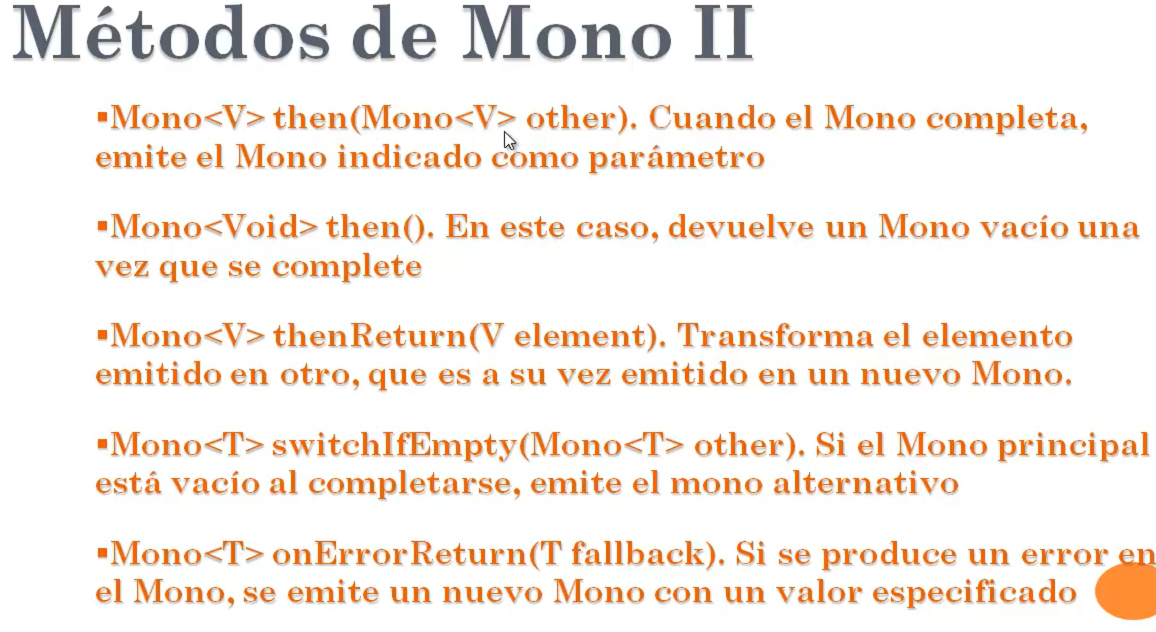 Métodos de Mono II
▪Mono<V> then(Mono<V> other). Cuando el Mono completa,
emite el Mono indicado como parámetro
▪Mono<Void> then(). En este caso, devuelve un Mono vacío una
vez que se complete
▪Mono<V> thenReturn(V element). Transforma el elemento
emitido en otro, que es a su vez emitido en un nuevo Mono.
▪Mono<T> switchIfEmpty(Mono<T> other). Si el Mono principal
está vacío al completarse, emite el mono alternativo
▪Mono<T> onErrorReturn(T fallback). Si se produce un error en
el Mono, se emite un nuevo Mono con un valor especificado